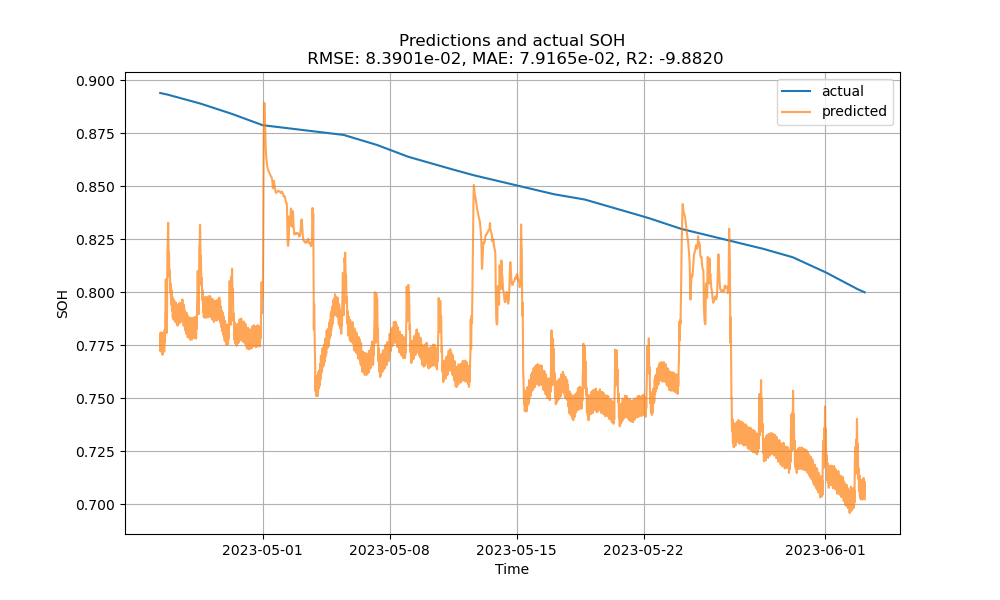 Predictions and actual SOH
RMSE: 8.3901e-02, MAE: 7.9165e-02, R2: -9.8820
actual
predicted
0.900
0.875
0.850
0.825
0.800
0.775
0.750
0.725
0.700
SOH
2023-05-01
2023-05-08
2023-05-15
2023-05-22
2023-06-01
Time